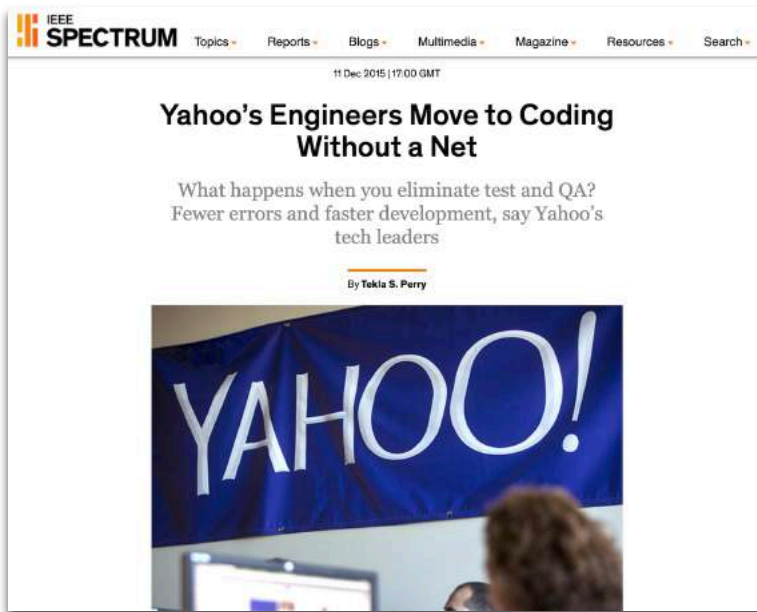 IEEE
SPECTRUM
Topics Reports Blogs Multimedia Magazine Resources Search
11 Dec 2015 | 17:00 GMT
Yahoo's Engineers Move to Coding
Without a Net
What happens when you eliminate test and QA?
Fewer errors and faster development, say Yahoo's
tech leaders
By Tekla S. Perry
YAHOO!